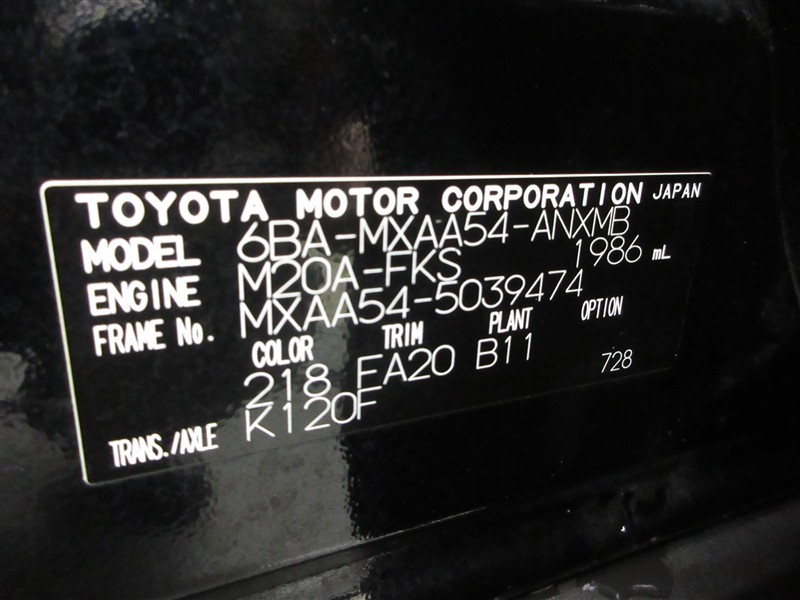 TOYOTA MOTOR CORPORATION JAPAN
MODEL 6BA-MXAA54-ANXMB
ENGINE M20A-FKS 1986 mL
FRAME No. MXAA54-5039474
COLOR TRIM PLANT OPTION
218 FA20 B11 728
TRANS./AXLE K120F